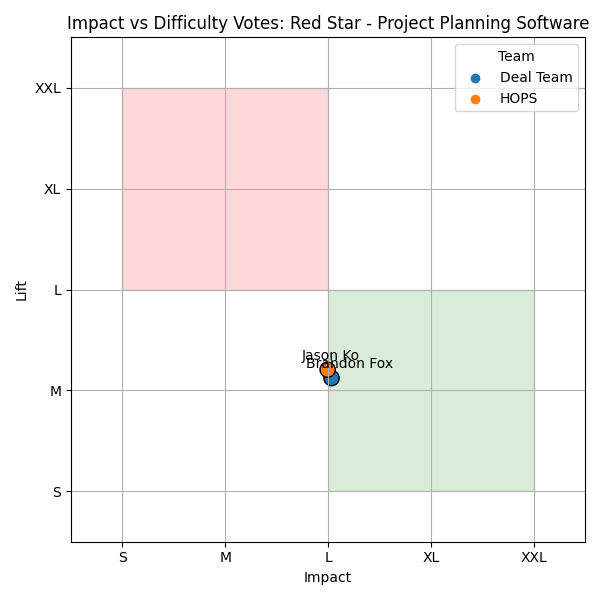 Impact vs Difficulty Votes: Red Star - Project Planning Software
Team
Deal Team
HOPS
XXL
XL
L
M
S
Lift
Jason Ko
Brandon Fox
S
M
L
XL
XXL
Impact